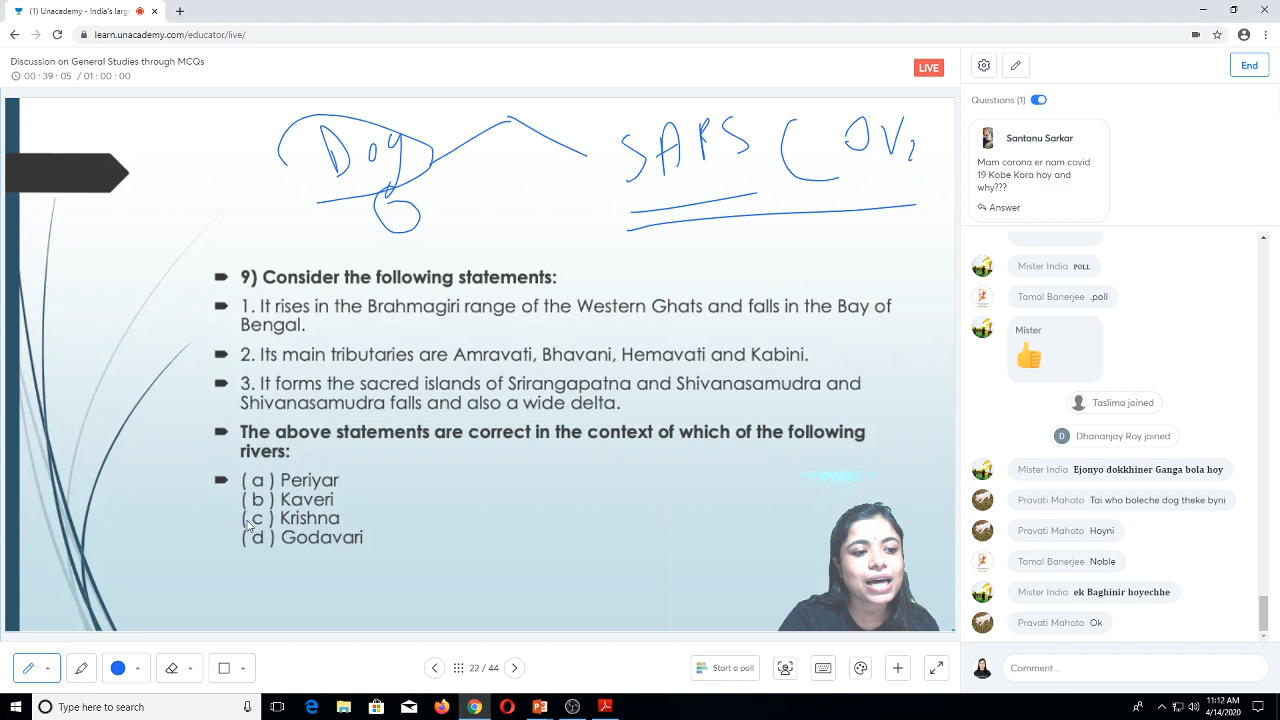 (1) Unacademy - India's larg
learn.unacademy.com/educator/live/
Discussion on General Studies through MCQs
00 : 39 : 05 / 01 : 00 : 00
LIVE
End
Dog
SARS COV
9) Consider the following statements:
1. It rises in the Brahmagiri range of the Western Ghats and falls in the Bay of
Bengal.
2. Its main tributaries are Amravati, Bhavani, Hemavati and Kabini.
3. It forms the sacred islands of Srirangapatna and Shivanasamudra and
Shivanasamudra falls and also a wide delta.
The above statements are correct in the context of which of the following
rivers:
( a ) Periyar
( b ) Kaveri
( c ) Krishna
( d ) Godavari
Questions (1)
Santanu Sarkar
Mam corona er nam covid
19 Kobe Kora hoy and
why???
Answer
Mister India POLL
Tamal Banerjee .poll
Mister
Taslima joined
D Dhananjay Roy joined
Mister India Ejonyo dokkhiner Ganga bola hoy
Pravati Mahato Tai who boleche dog theke byni
Pravati Mahato Hoyni
Tamal Banerjee Noble
Mister India ek Baghinir hoyechhe
Pravati Mahato Ok
22 / 44
Start a poll
Comment...
Type here to search
11:12 AM
4/14/2020